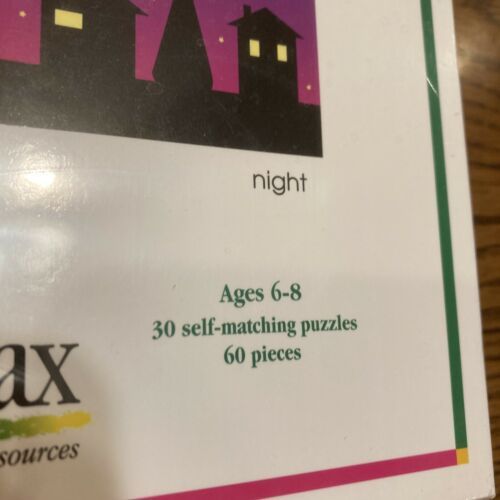 night
Ages 6-8
30 self-matching puzzles
60 pieces
ax
sources